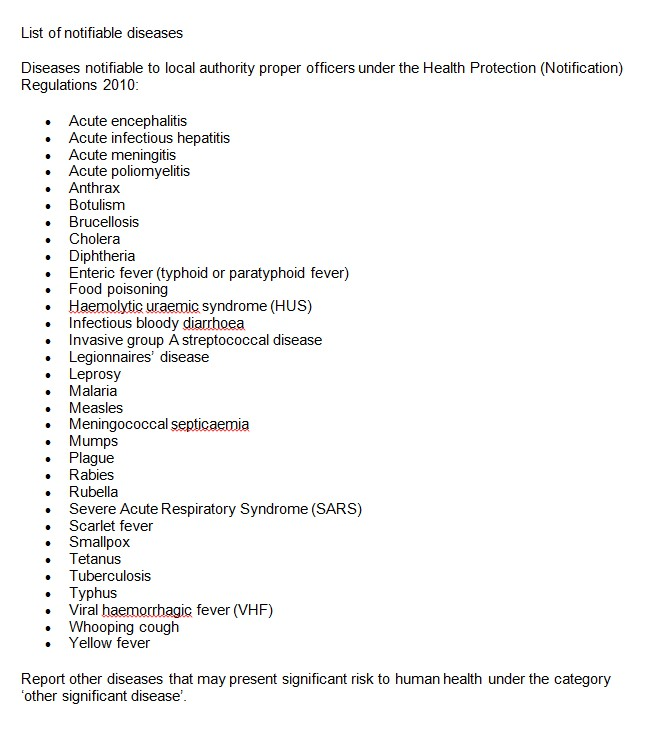 List of notifiable diseases
Diseases notifiable to local authority proper officers under the Health Protection (Notification)
Regulations 2010:
• Acute encephalitis
• Acute infectious hepatitis
• Acute meningitis
• Acute poliomyelitis
• Anthrax
• Botulism
• Brucellosis
• Cholera
• Diphtheria
• Enteric fever (typhoid or paratyphoid fever)
• Food poisoning
• Haemolytic uraemic syndrome (HUS)
• Infectious bloody diarrhoea
• Invasive group A streptococcal disease
• Legionnaires’ disease
• Leprosy
• Malaria
• Measles
• Meningococcal septicaemia
• Mumps
• Plague
• Rabies
• Rubella
• Severe Acute Respiratory Syndrome (SARS)
• Scarlet fever
• Smallpox
• Tetanus
• Tuberculosis
• Typhus
• Viral haemorrhagic fever (VHF)
• Whooping cough
• Yellow fever
Report other diseases that may present significant risk to human health under the category
‘other significant disease’.